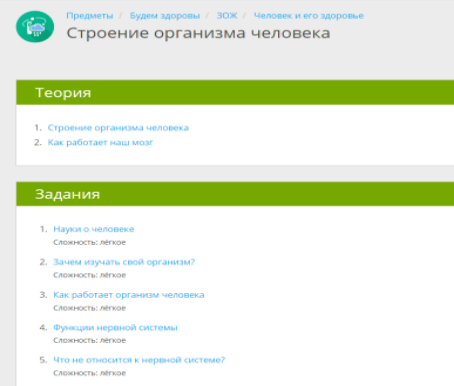 Предметы / Будем здоровы / ЗОЖ / Человек и его здоровье
Строение организма человека
Теория
1. Строение организма человека
2. Как работает наш мозг
Задания
1. Науки о человеке
Сложность: лёгкое
2. Зачем изучать свой организм?
Сложность: лёгкое
3. Как работает организм человека
Сложность: лёгкое
4. Функции нервной системы
Сложность: лёгкое
5. Что не относится к нервной системе?
Сложность: лёгкое